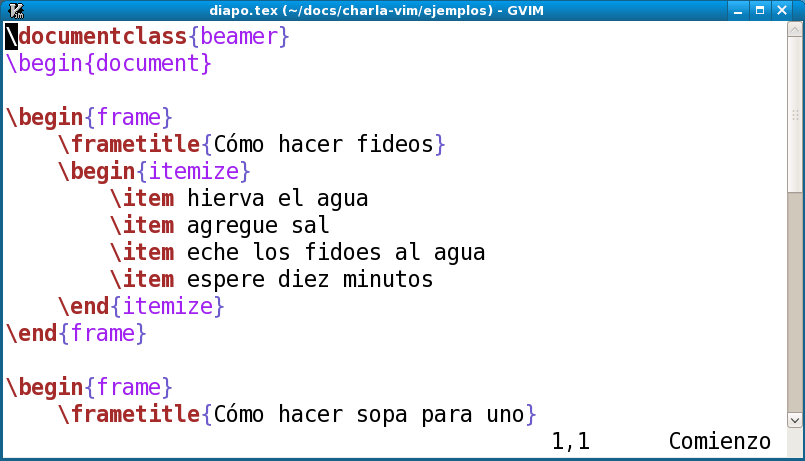 diapo.tex (~/docs/charla-vim/ejemplos) - GVIM
\documentclass{beamer}
\begin{document}

\begin{frame}
    \frametitle{Cómo hacer fideos}
    \begin{itemize}
        \item hierva el agua
        \item agregue sal
        \item eche los fidoes al agua
        \item espere diez minutos
    \end{itemize}
\end{frame}

\begin{frame}
    \frametitle{Cómo hacer sopa para uno}
1,1 Comienzo